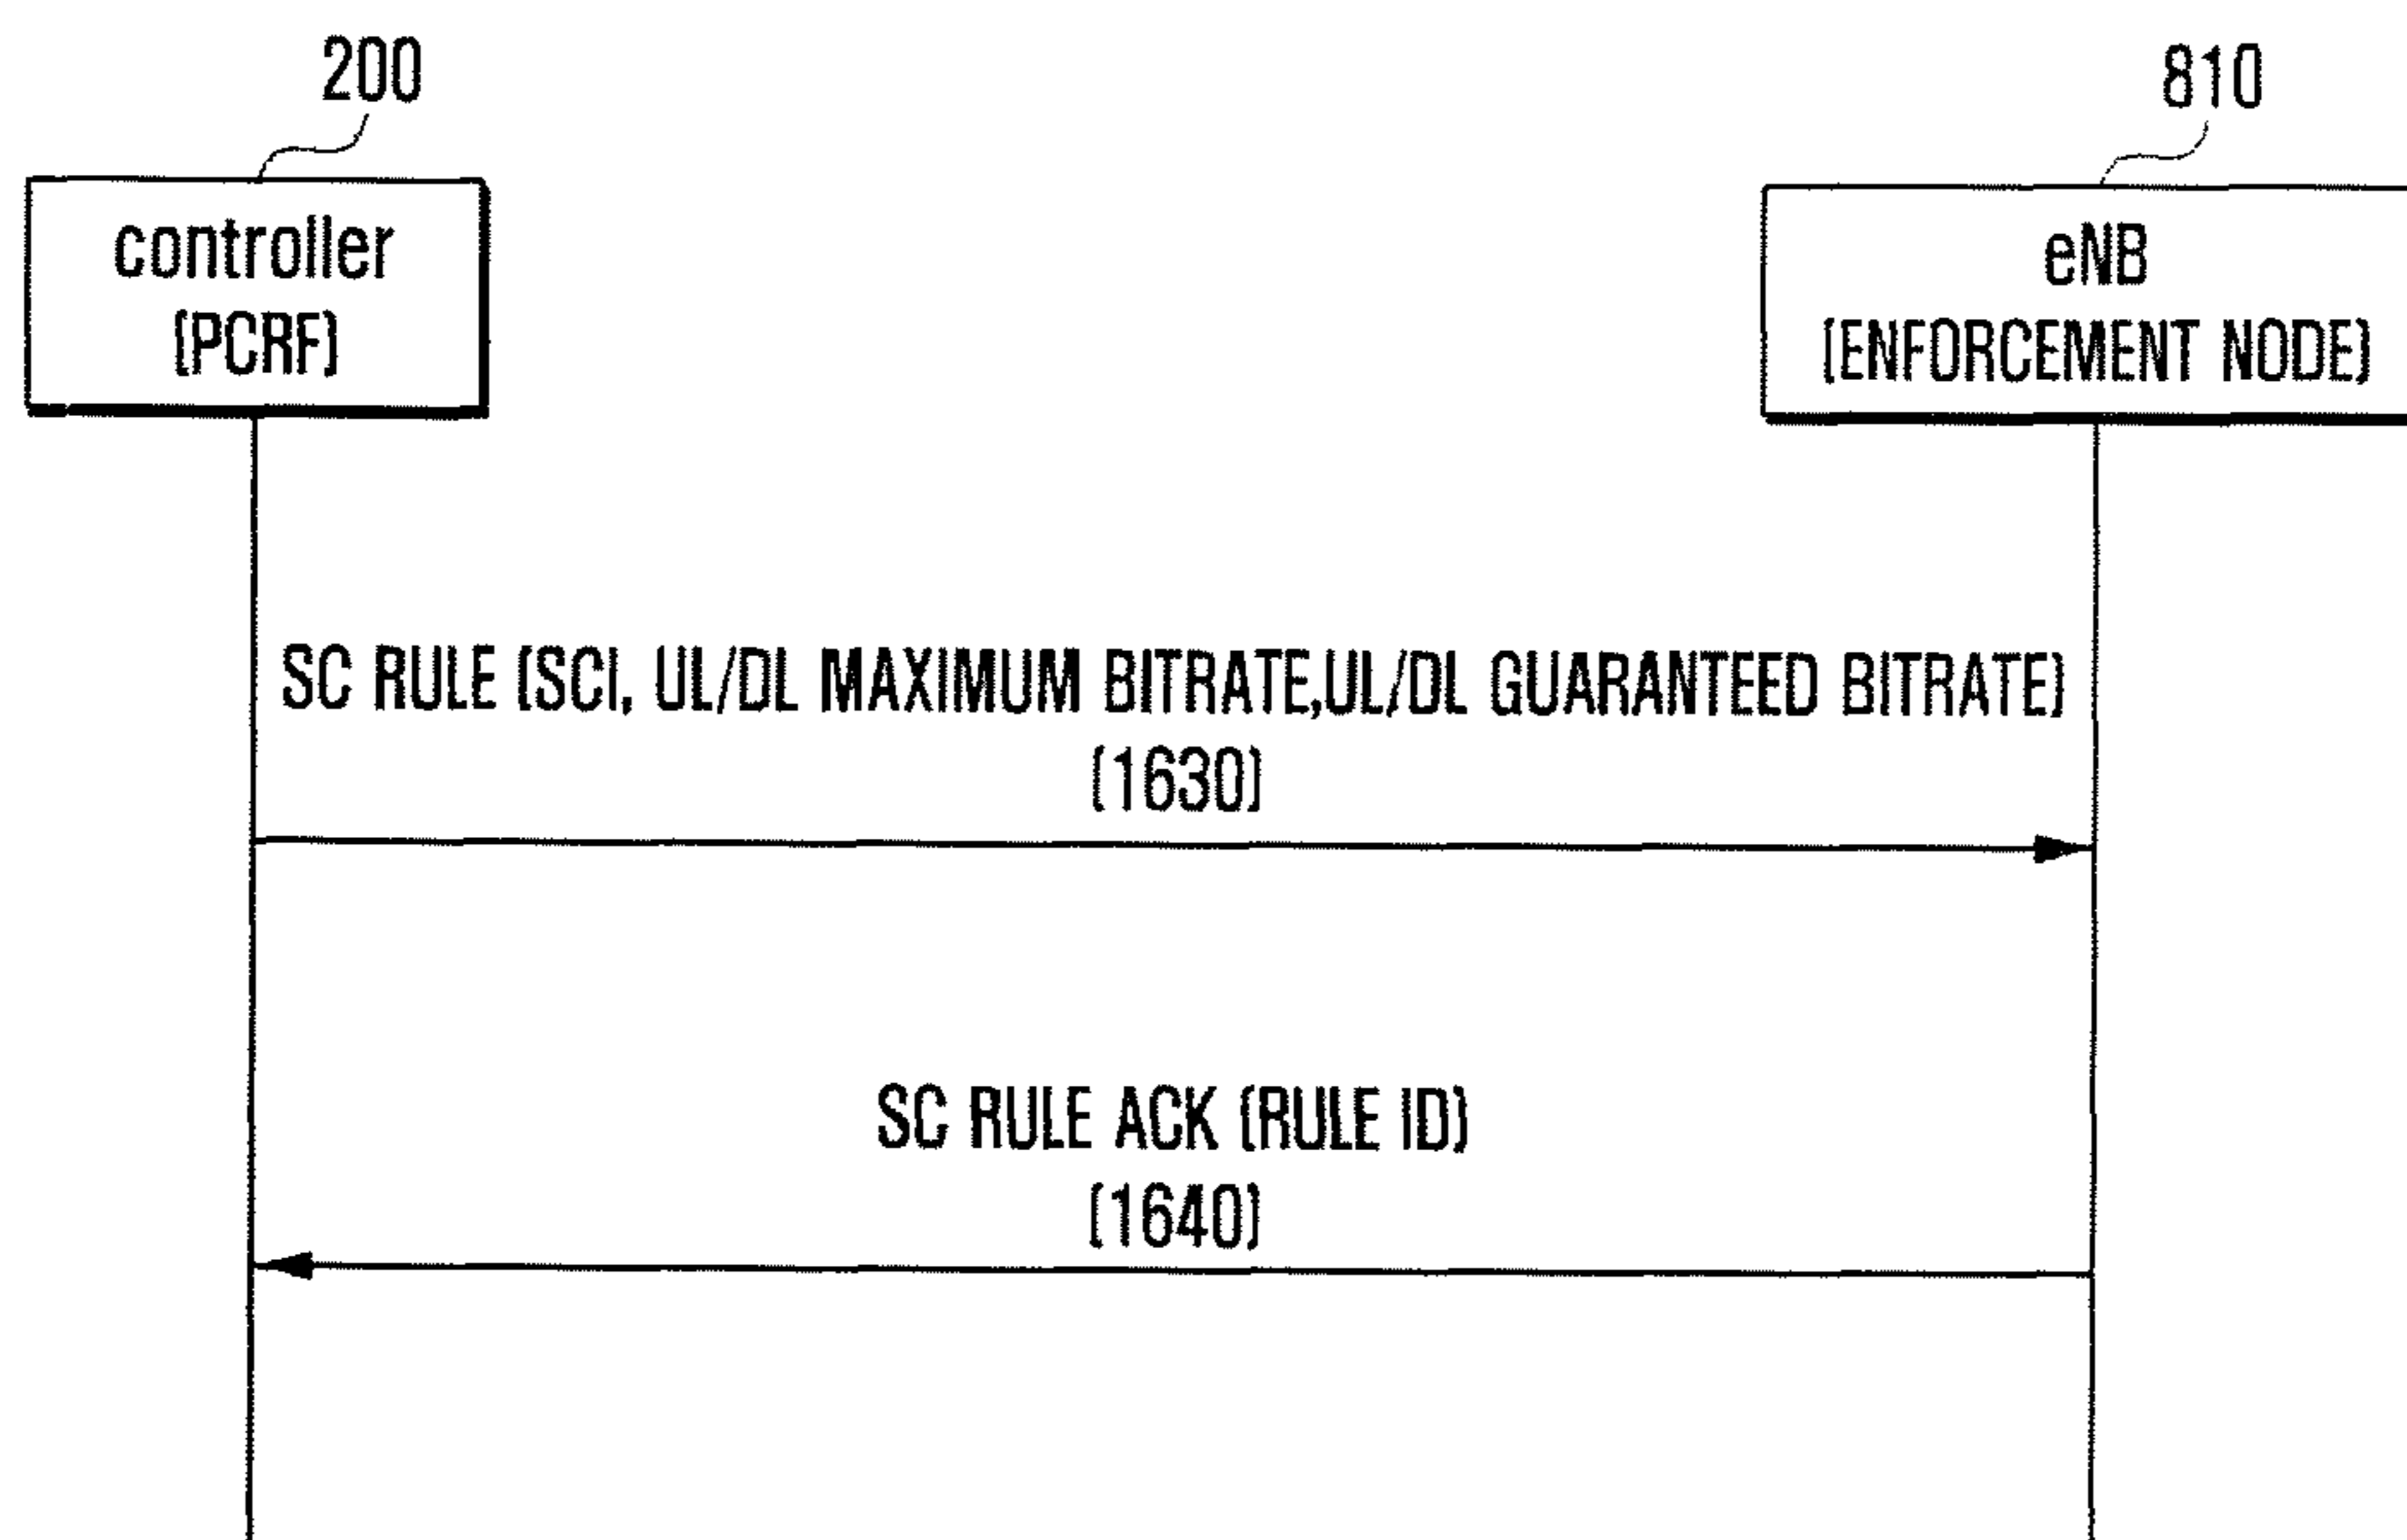 200
810
controller
(PCRF)
eNB
(ENFORCEMENT NODE)
SC RULE (SCI, UL/DL MAXIMUM BITRATE,UL/DL GUARANTEED BITRATE)
(1630)
SC RULE ACK (RULE ID)
(1640)